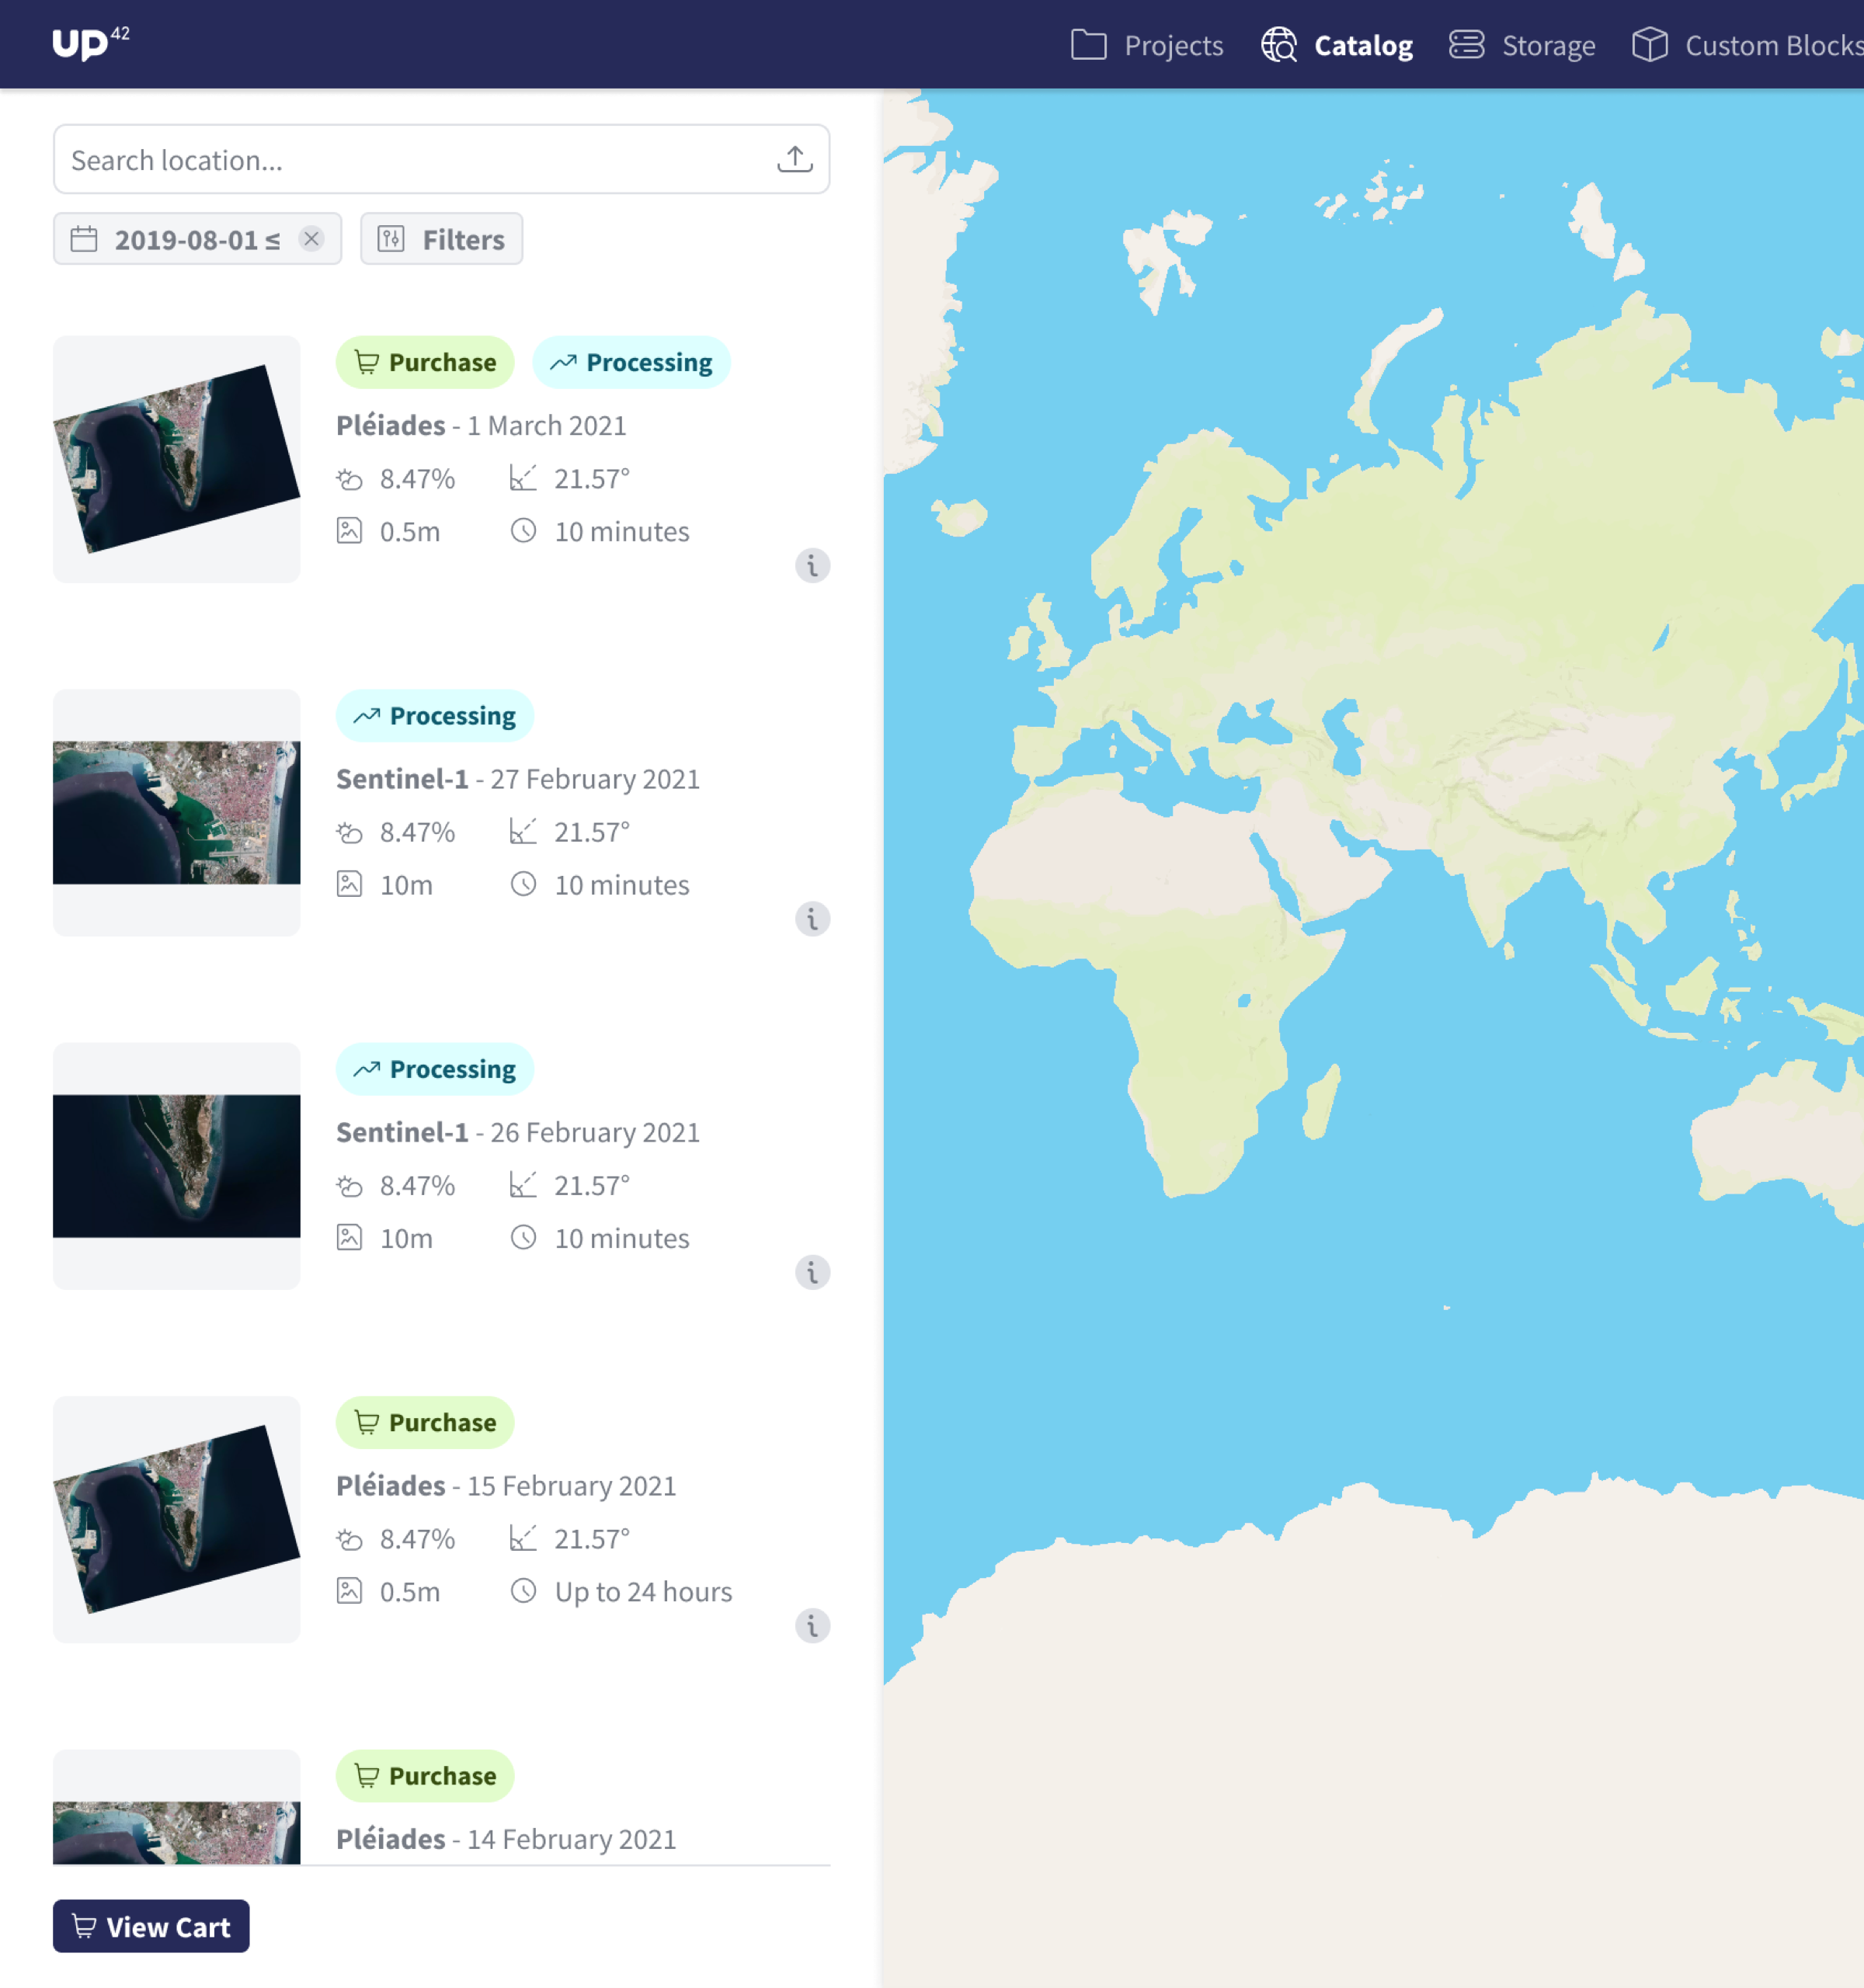 UP42
Projects
Catalog
Storage
Custom Blocks
Search location...
2019-08-01 ≤
Filters
Purchase
Processing
Pléiades - 1 March 2021
8.47%
21.57°
0.5m
10 minutes
Processing
Sentinel-1 - 27 February 2021
8.47%
21.57°
10m
10 minutes
Processing
Sentinel-1 - 26 February 2021
8.47%
21.57°
10m
10 minutes
Purchase
Pléiades - 15 February 2021
8.47%
21.57°
0.5m
Up to 24 hours
Purchase
Pléiades - 14 February 2021
View Cart